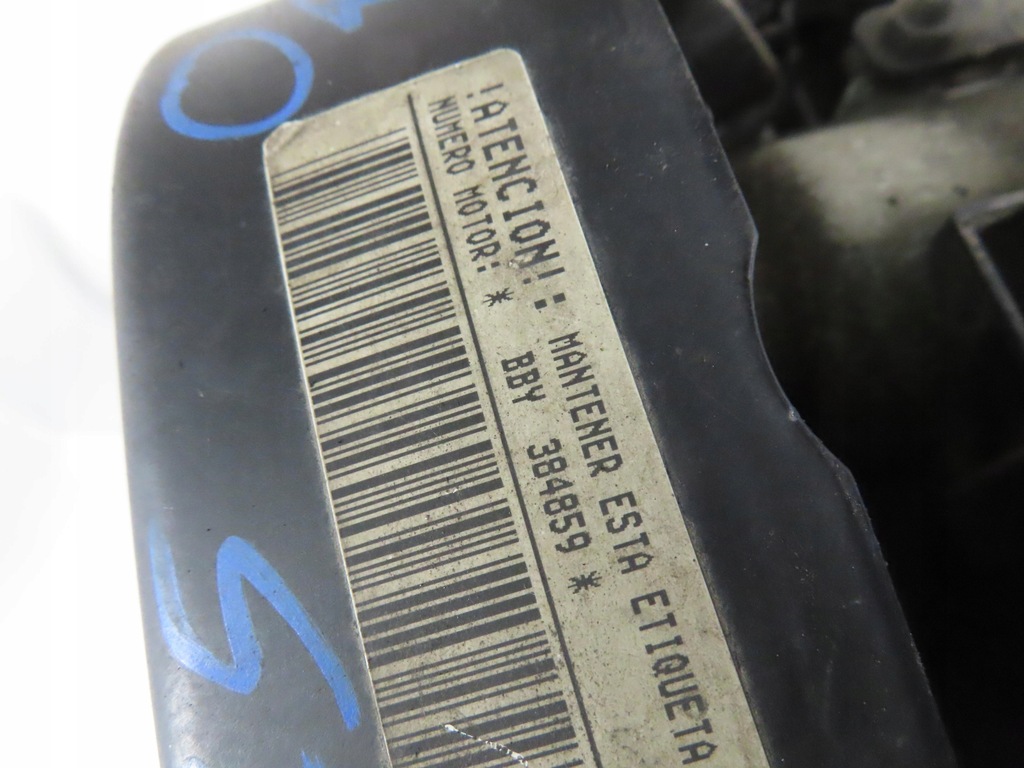 !ATENCION!: MANTENER ESTA ETIQUETA
NUMERO MOTOR: * BBY 384859 *